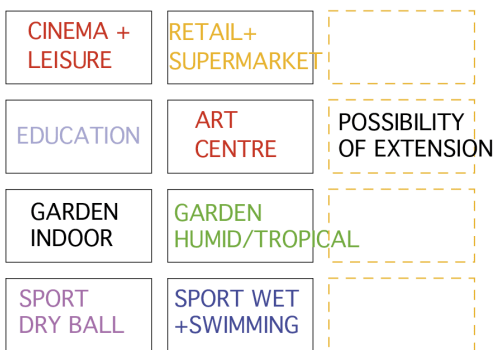 CINEMA +
LEISURE
RETAIL+
SUPERMARKET
EDUCATION
ART
CENTRE
POSSIBILITY
OF EXTENSION
GARDEN
INDOOR
GARDEN
HUMID/TROPICAL
SPORT
DRY BALL
SPORT WET
+SWIMMING